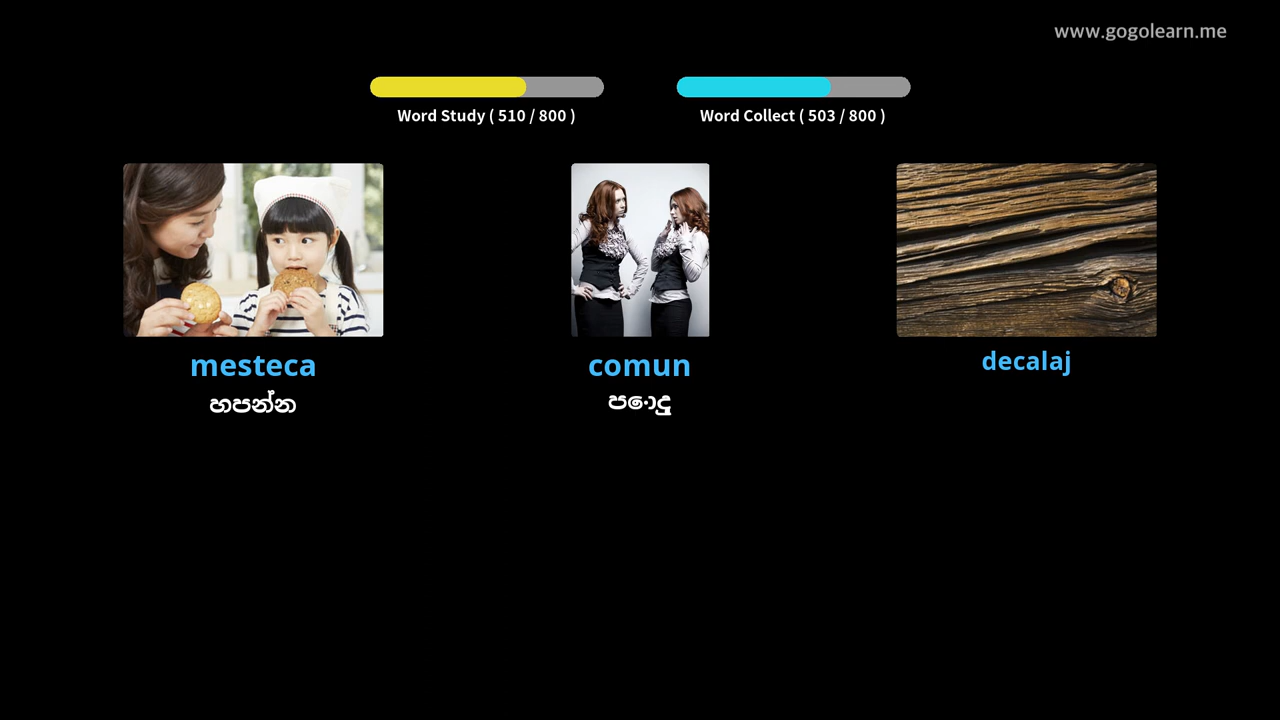 www.gogolearn.me
Word Study ( 510 / 800 )
Word Collect ( 503 / 800 )
mesteca
comun
decalaj
හපන්න
පොදු